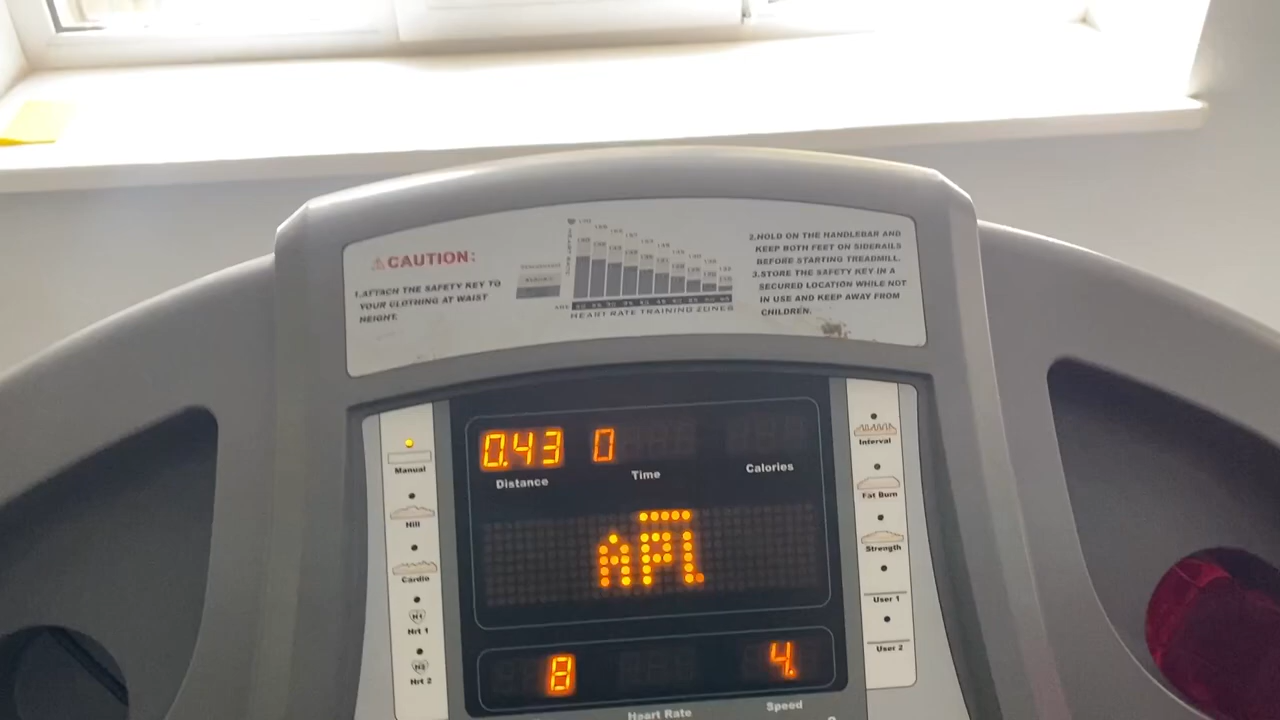 CAUTION:
1.ATTACH THE SAFETY KEY TO
YOUR CLOTHING AT WAIST
HEIGHT.
HEART RATE
HEART RATE TRAINING ZONES
2.HOLD ON THE HANDLEBAR AND
KEEP BOTH FEET ON SIDERAILS
BEFORE STARTING TREADMILL.
3.STORE THE SAFETY KEY IN A
SECURED LOCATION WHILE NOT
IN USE AND KEEP AWAY FROM
CHILDREN.
Manual
Hill
Cardio
Hrt 1
Hrt 2
0.43 0
Distance Time Calories
8 4.
Heart Rate Speed
Interval
Fat Burn
Strength
User 1
User 2